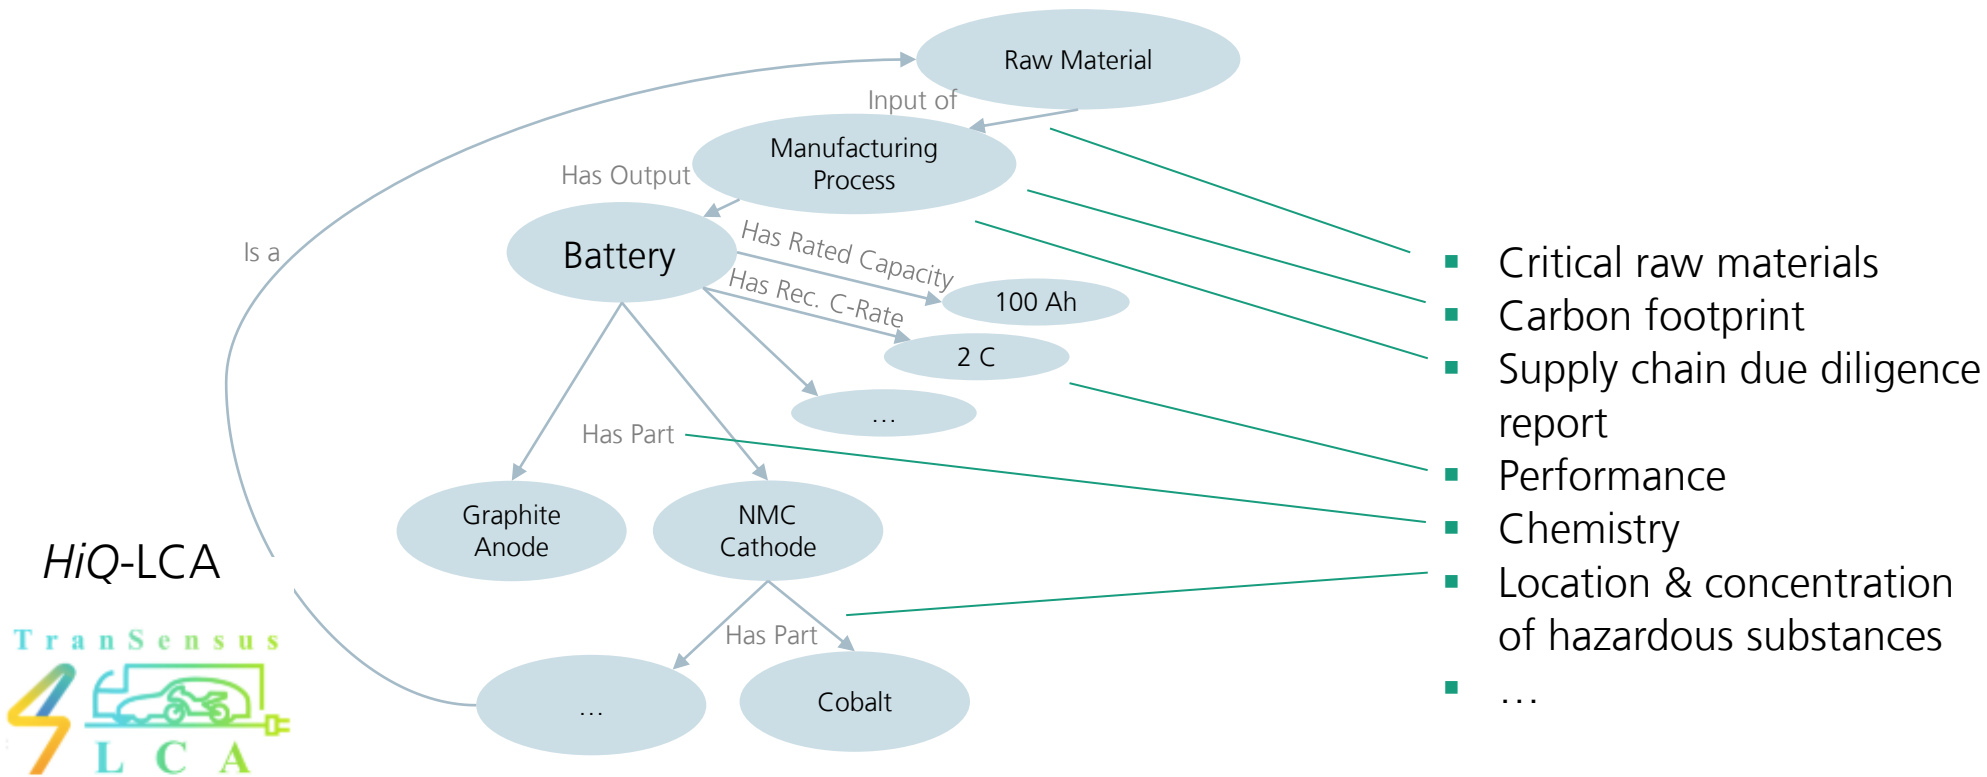 Raw Material
Input of
Manufacturing
Process
Has Output
Battery
Has Rated Capacity
Has Rec. C-Rate
100 Ah
2 C
...
Is a
Has Part
Graphite
Anode
NMC
Cathode
Has Part
...
Cobalt
HiQ-LCA
TranSensus
LCA
▪ Critical raw materials
▪ Carbon footprint
▪ Supply chain due diligence
report
▪ Performance
▪ Chemistry
▪ Location & concentration
of hazardous substances
▪ ...